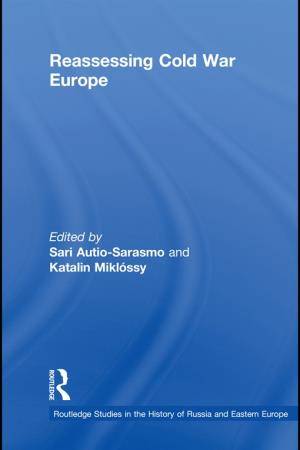 Reassessing Cold War
Europe
Edited by
Sari Autio-Sarasmo and
Katalin Miklóssy
ROUTLEDGE
Routledge Studies in the History of Russia and Eastern Europe